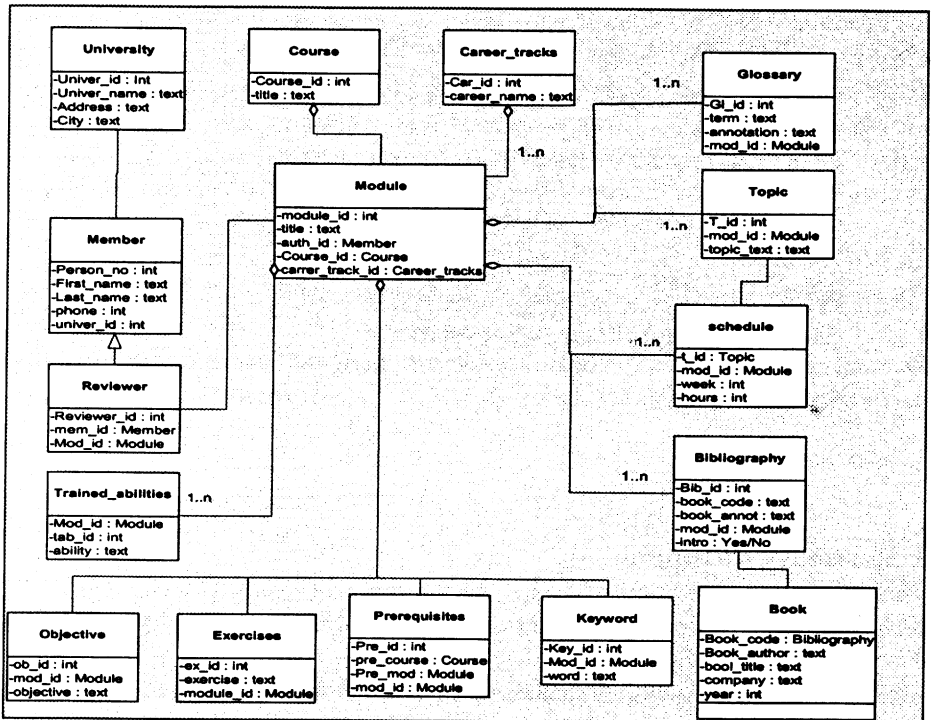 University
-Univer_id : int
-Univer_name : text
-Address : text
-City : text
Course
-Course_id : int
-title : text
Career_tracks
-Car_id : int
-career_name : text
1..n
Glossary
-Gl_id : int
-term : text
-annotation : text
-mod_id : Module
1..n
Module
-module_id : int
-title : text
-auth_id : Member
-Course_id : Course
-carrer_track_id : Career_tracks
Topic
-T_id : int
-mod_id : Module
-topic_text : text
1..n
Member
-Person_no : int
-First_name : text
-Last_name : text
-phone : int
-univer_id : int
schedule
-t_id : Topic
-mod_id : Module
-week : int
-hours : int
1..n
Reviewer
-Reviewer_id : int
-mem_id : Member
-Mod_id : Module
Bibliography
-Bib_id : int
-book_code : text
-book_annot : text
-mod_id : Module
-intro : Yes/No
1..n
Trained_abilities
-Mod_id : Module
-tab_id : int
-ability : text
1..n
Objective
-ob_id : int
-mod_id : Module
-objective : text
Exercises
-ex_id : int
-exercise : text
-module_id : Module
Prerequisites
-Pre_id : int
-pre_course : Course
-Pre_mod : Module
-mod_id : Module
Keyword
-Key_id : int
-Mod_id : Module
-word : text
Book
-Book_code : Bibliography
-Book_author : text
-bool_title : text
-company : text
-year : int